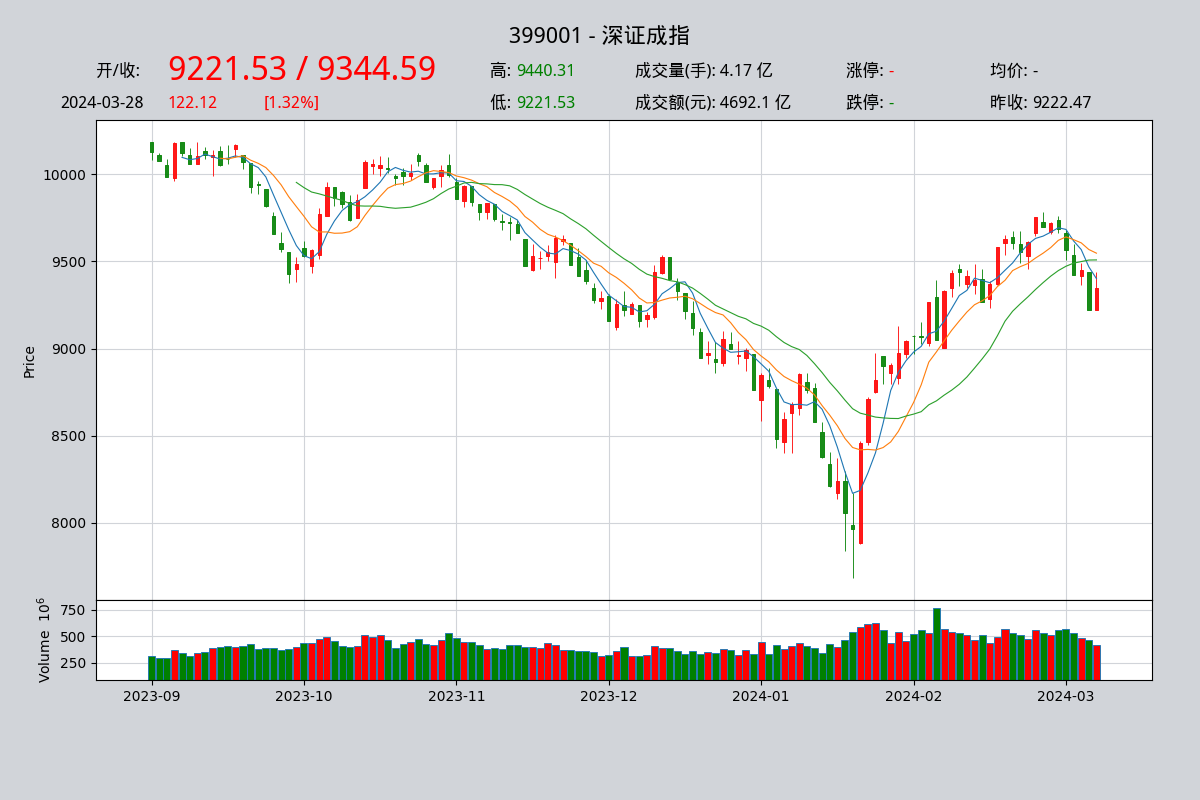 399001 - 深证成指
开/收: 9221.53 / 9344.59 高: 9440.31 成交量(手): 4.17 亿 涨停: - 均价: -
2024-03-28 122.12 [1.32%] 低: 9221.53 成交额(元): 4692.1 亿 跌停: - 昨收: 9222.47
Price
10000
9500
9000
8500
8000
Volume 10^6
750
500
250
2023-09 2023-10 2023-11 2023-12 2024-01 2024-02 2024-03